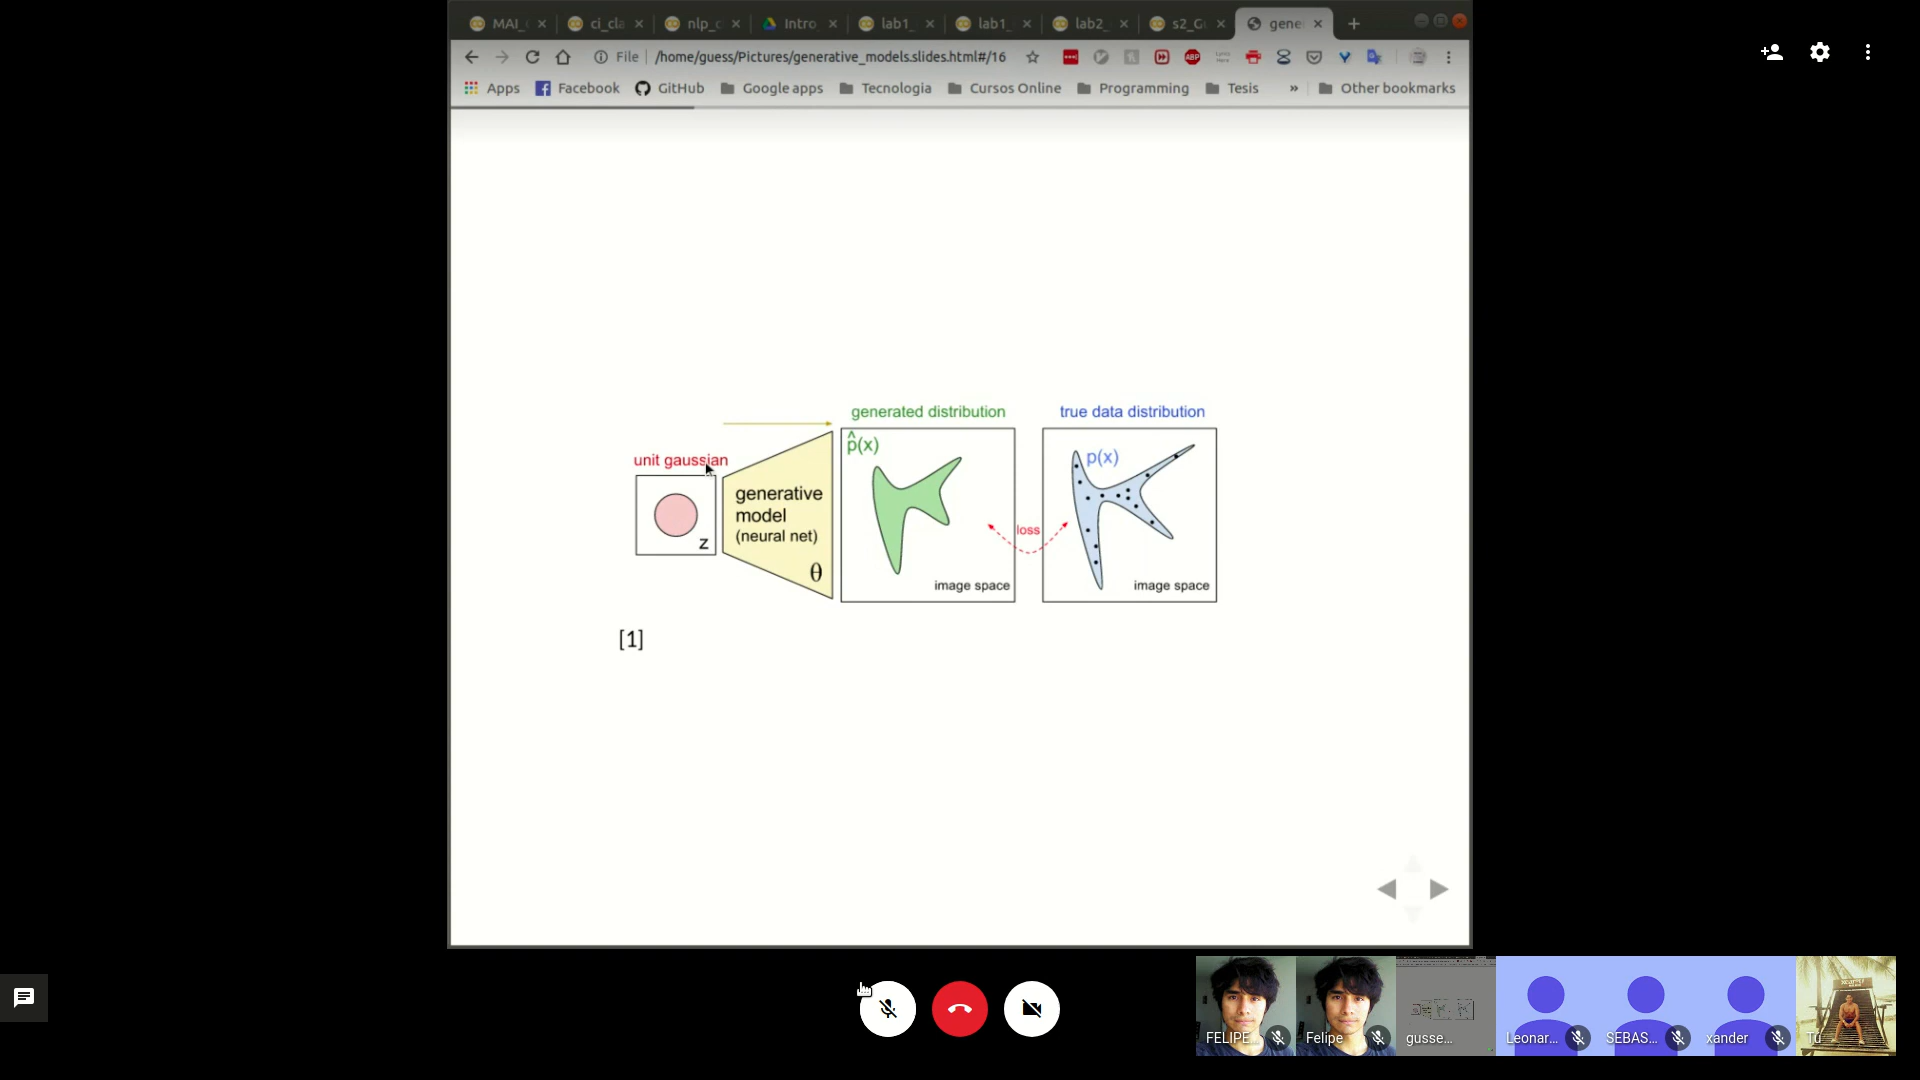 MAI_ ci_cla nlp_c Intro lab1_ lab1_ lab2_ s2_G gene
File /home/guess/Pictures/generative_models.slides.html#/16
ABP
Apps Facebook GitHub Google apps Tecnologia Cursos Online Programming Tesis » Other bookmarks
generated distribution true data distribution
p̂(x)
p(x)
unit gaussian
generative
model
(neural net)
loss
z
θ
image space image space
[1]
FELIPE... Felipe gusse... Leonar... SEBAS... xander Tú